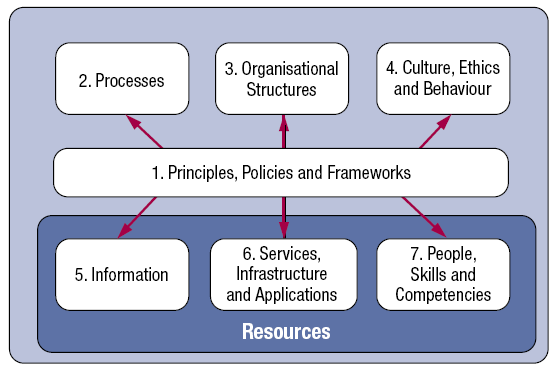 2. Processes
3. Organisational
Structures
4. Culture, Ethics
and Behaviour
1. Principles, Policies and Frameworks
5. Information
6. Services,
Infrastructure
and Applications
7. People,
Skills and
Competencies
Resources